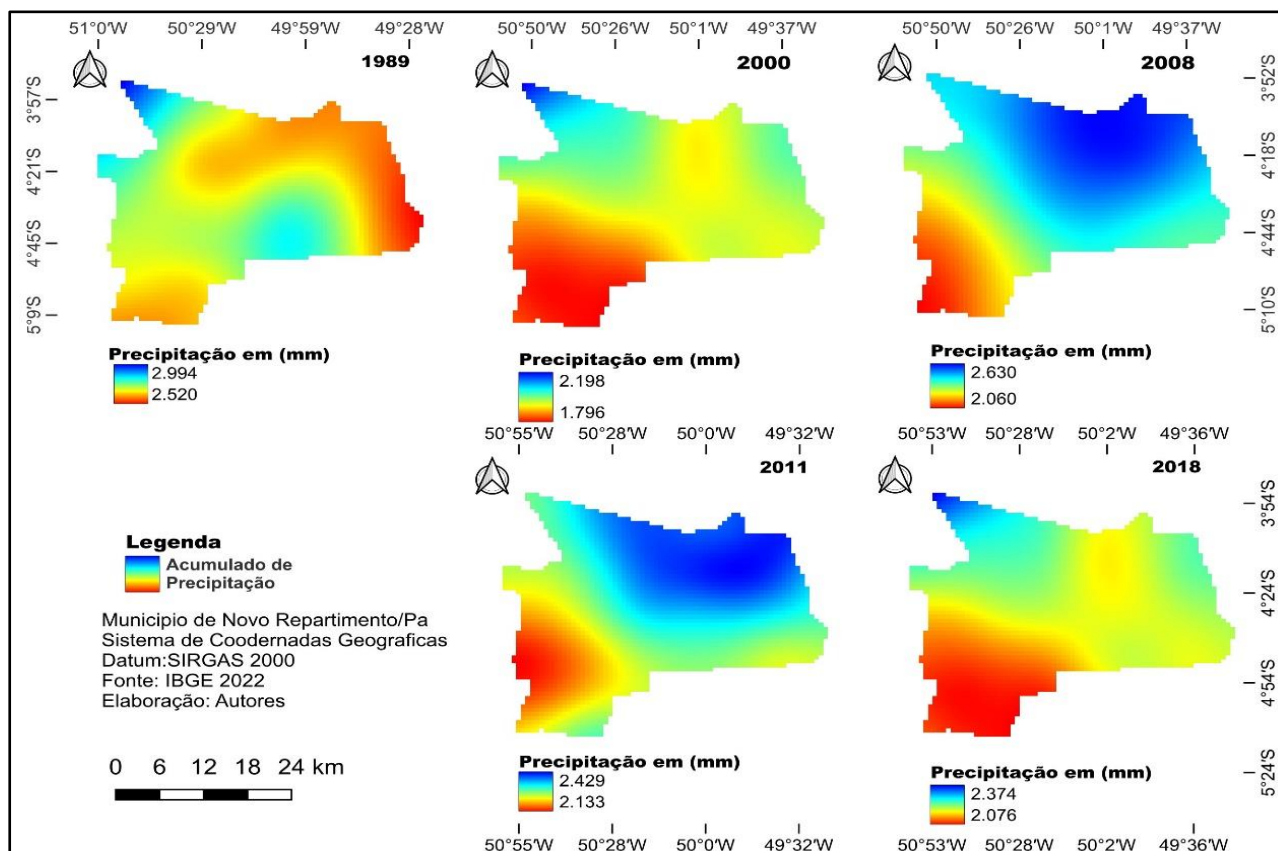 51°0'W 50°29'W 49°59'W 49°28'W
1989
3°57'S
4°21'S
4°45'S
5°9'S
Precipitação em (mm)
2.994
2.520
50°50'W 50°26'W 50°1'W 49°37'W
2000
Precipitação em (mm)
2.198
1.796
50°50'W 50°26'W 50°1'W 49°37'W
2008
3°52'S
4°18'S
4°44'S
5°10'S
Precipitação em (mm)
2.630
2.060
Legenda
Acumulado de
Precipitação
Municipio de Novo Repartimento/Pa
Sistema de Coodernadas Geograficas
Datum:SIRGAS 2000
Fonte: IBGE 2022
Elaboração: Autores
0 6 12 18 24 km
50°55'W 50°28'W 50°0'W 49°32'W
2011
Precipitação em (mm)
2.429
2.133
50°55'W 50°28'W 50°0'W 49°32'W
50°53'W 50°28'W 50°2'W 49°36'W
2018
3°54'S
4°24'S
4°54'S
5°24'S
Precipitação em (mm)
2.374
2.076
50°53'W 50°28'W 50°2'W 49°36'W